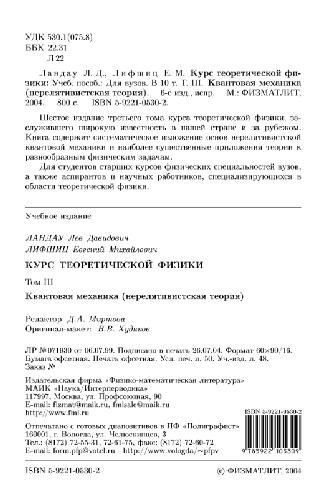 УДК 530.1(075.8)
ББК 22.31
Л 22
Ландау Л. Д., Лифшиц Е. М. Курс теоретической фи-
зики: Учеб. пособ.: Для вузов. В 10 т. Т. III. Квантовая механика
(нерелятивистская теория). 6-е изд., испр. М.: ФИЗМАТЛИТ,
2004. 800 с. ISBN 5-9221-0530-2.
Шестое издание третьего тома курса теоретической физики, за-
служившего широкую известность в нашей стране и за рубежом.
Книга содержит систематическое изложение основ нерелятивистской
квантовой механики и наиболее существенные приложения теории к
разнообразным физическим задачам.
Для студентов старших курсов физических специальностей вузов,
а также аспирантов и научных работников, специализирующихся в
области теоретической физики.
Учебное издание
ЛАНДАУ Лев Давидович
ЛИФШИЦ Евгений Михайлович
КУРС ТЕОРЕТИЧЕСКОЙ ФИЗИКИ
Том III
Квантовая механика (нерелятивистская теория)
Редактор Д.А. Миртова
Оригинал-макет: В.В. Худяков
ЛР №071930 от 06.07.99. Подписано в печать 26.07.04. Формат 60×90/16.
Бумага офсетная. Печать офсетная. Усл. печ. л. 50. Уч.-изд. л. 48.
Заказ №
Издательская фирма «Физико-математическая литература»
МАИК «Наука/Интерпериодика»
117997, Москва, ул. Профсоюзная, 90
E-mail: fizmat@maik.ru, fmlsale@maik.ru,
http://www.fml.ru
Отпечатано с готовых диапозитивов в ПФ «Полиграфист»
160001, г. Вологда, ул. Челюскинцев, 3
Тел.: (8172) 72-55-31, 72-61-75, факс (8172) 72-60-72
E-mail: form.pfp@votel.ru http://www.vologda/~pfpv
ISBN 5-9221-0530-2
9785922105309
ISBN 5-9221-0530-2
© ФИЗМАТЛИТ, 2004